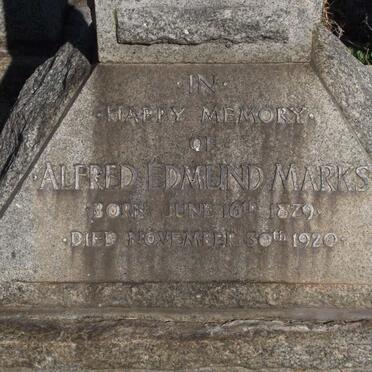 ·IN·
·HAPPY MEMORY·
OF
·ALFRED·EDMUND MARKS
·BORN·JUNE 16th 1879·
·DIED NOVEMBER 30th 1920·